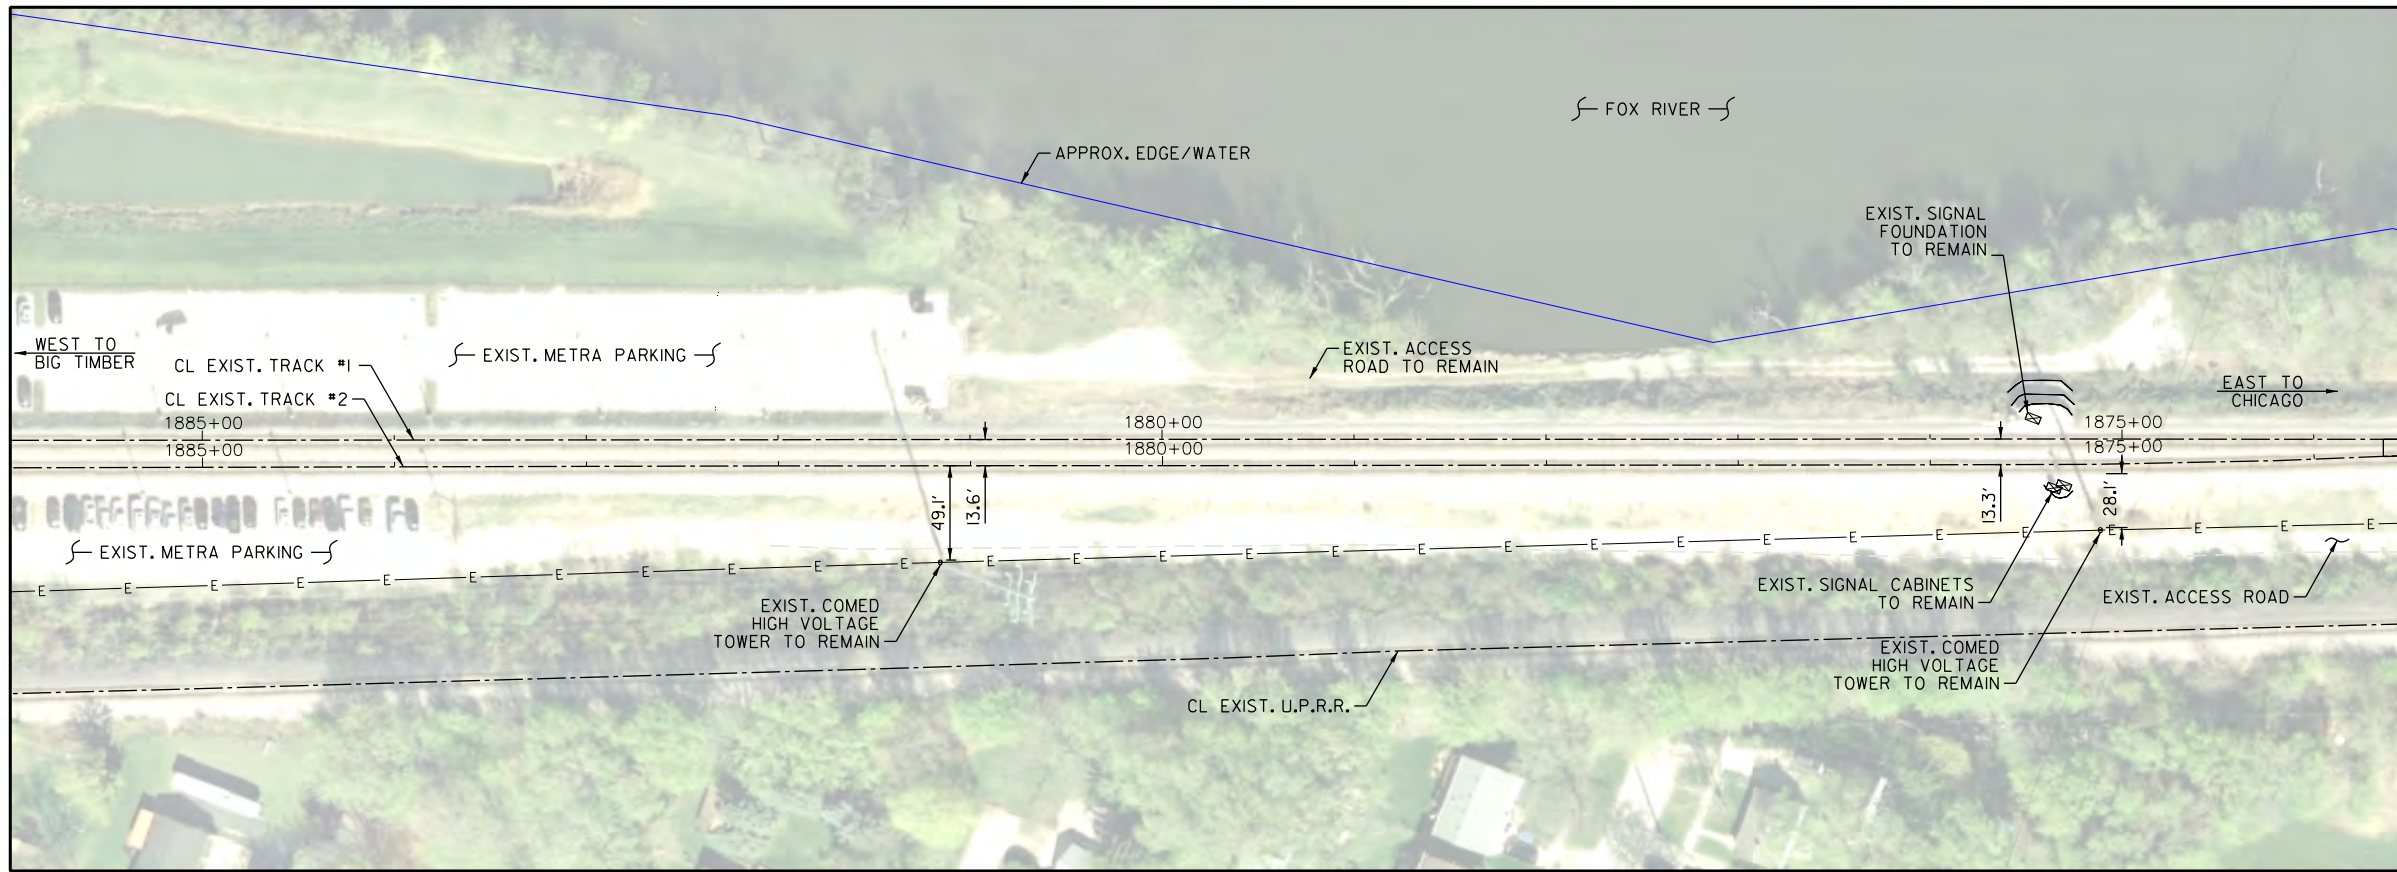 FOX RIVER
APPROX. EDGE/WATER
EXIST. SIGNAL
FOUNDATION
TO REMAIN
WEST TO
BIG TIMBER
EXIST. METRA PARKING
CL EXIST. TRACK #1
CL EXIST. TRACK #2
EXIST. ACCESS
ROAD TO REMAIN
EAST TO
CHICAGO
1885+00
1880+00
1875+00
1885+00
1880+00
1875+00
49.1'
13.6'
13.3'
28.1'
EXIST. METRA PARKING
E E E E E E E E E E E E E E E E E E E E E E E E E E E E
EXIST. COMED
HIGH VOLTAGE
TOWER TO REMAIN
EXIST. SIGNAL CABINETS
TO REMAIN
EXIST. ACCESS ROAD
EXIST. COMED
HIGH VOLTAGE
TOWER TO REMAIN
CL EXIST. U.P.R.R.